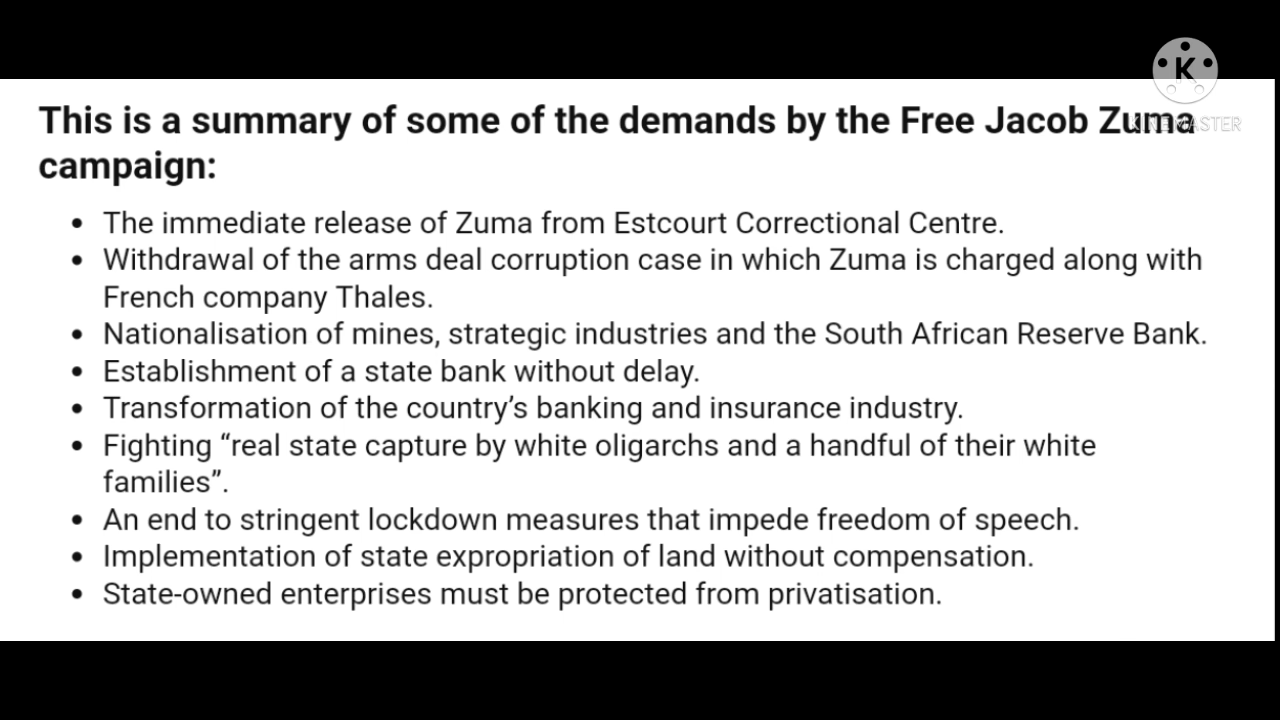 This is a summary of some of the demands by the Free Jacob Zuma
campaign:
• The immediate release of Zuma from Estcourt Correctional Centre.
• Withdrawal of the arms deal corruption case in which Zuma is charged along with
French company Thales.
• Nationalisation of mines, strategic industries and the South African Reserve Bank.
• Establishment of a state bank without delay.
• Transformation of the country’s banking and insurance industry.
• Fighting “real state capture by white oligarchs and a handful of their white
families”.
• An end to stringent lockdown measures that impede freedom of speech.
• Implementation of state expropriation of land without compensation.
• State-owned enterprises must be protected from privatisation.
K
KINEMASTER